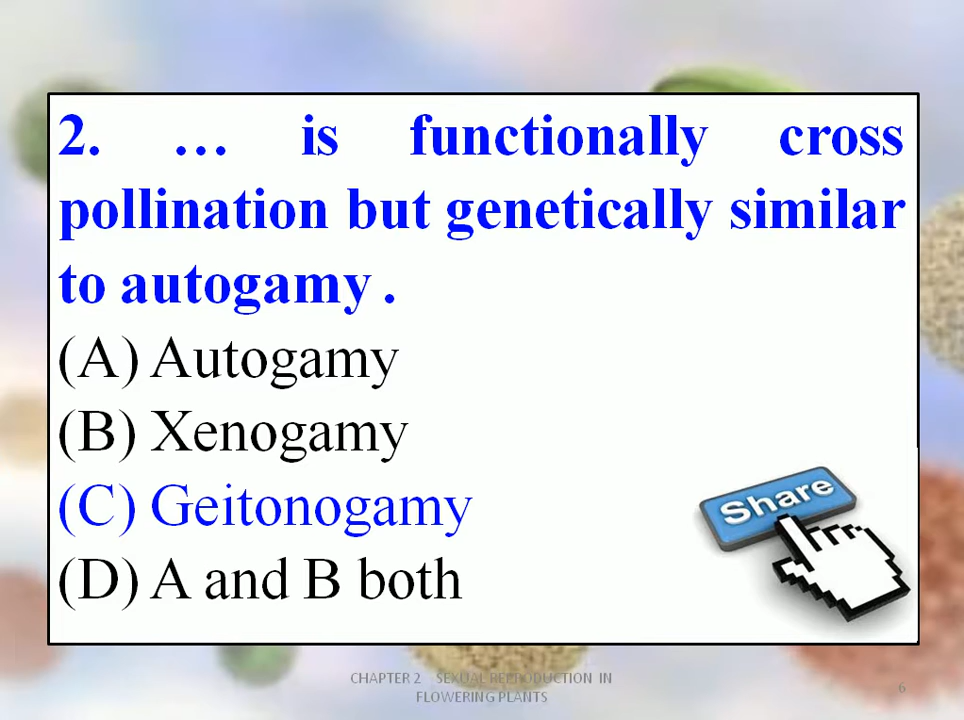 2. … is functionally cross
pollination but genetically similar
to autogamy .
(A) Autogamy
(B) Xenogamy
(C) Geitonogamy
(D) A and B both
Share
CHAPTER 2 SEXUAL REPRODUCTION IN
FLOWERING PLANTS
6